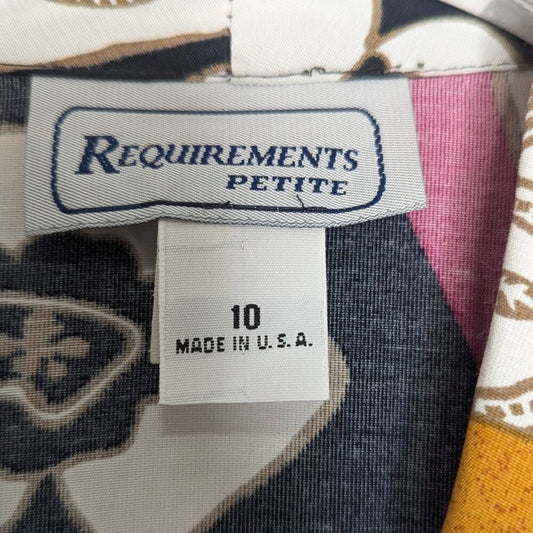 REQUIREMENTS
PETITE
10
MADE IN U.S.A.